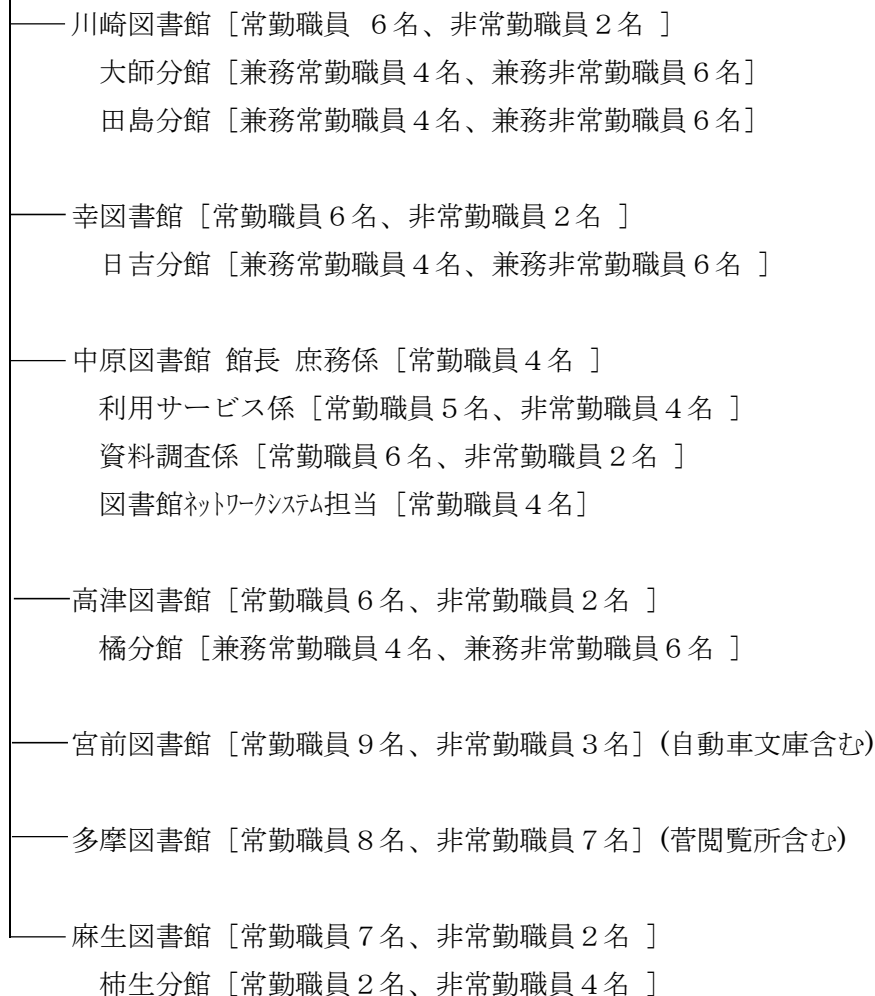 川崎図書館［常勤職員 ６名、非常勤職員２名 ］
大師分館［兼務常勤職員４名、兼務非常勤職員６名］
田島分館［兼務常勤職員４名、兼務非常勤職員６名］
幸図書館［常勤職員６名、非常勤職員２名 ］
日吉分館［兼務常勤職員４名、兼務非常勤職員６名 ］
中原図書館 館長 庶務係［常勤職員４名 ］
利用サービス係［常勤職員５名、非常勤職員４名 ］
資料調査係［常勤職員６名、非常勤職員２名 ］
図書館ﾈｯﾄﾜｰｸｼｽﾃﾑ担当［常勤職員４名］
高津図書館［常勤職員６名、非常勤職員２名 ］
橘分館［兼務常勤職員４名、兼務非常勤職員６名 ］
宮前図書館［常勤職員９名、非常勤職員３名］(自動車文庫含む)
多摩図書館［常勤職員８名、非常勤職員７名］(菅閲覧所含む)
麻生図書館［常勤職員７名、非常勤職員２名 ］
柿生分館［常勤職員２名、非常勤職員４名 ］